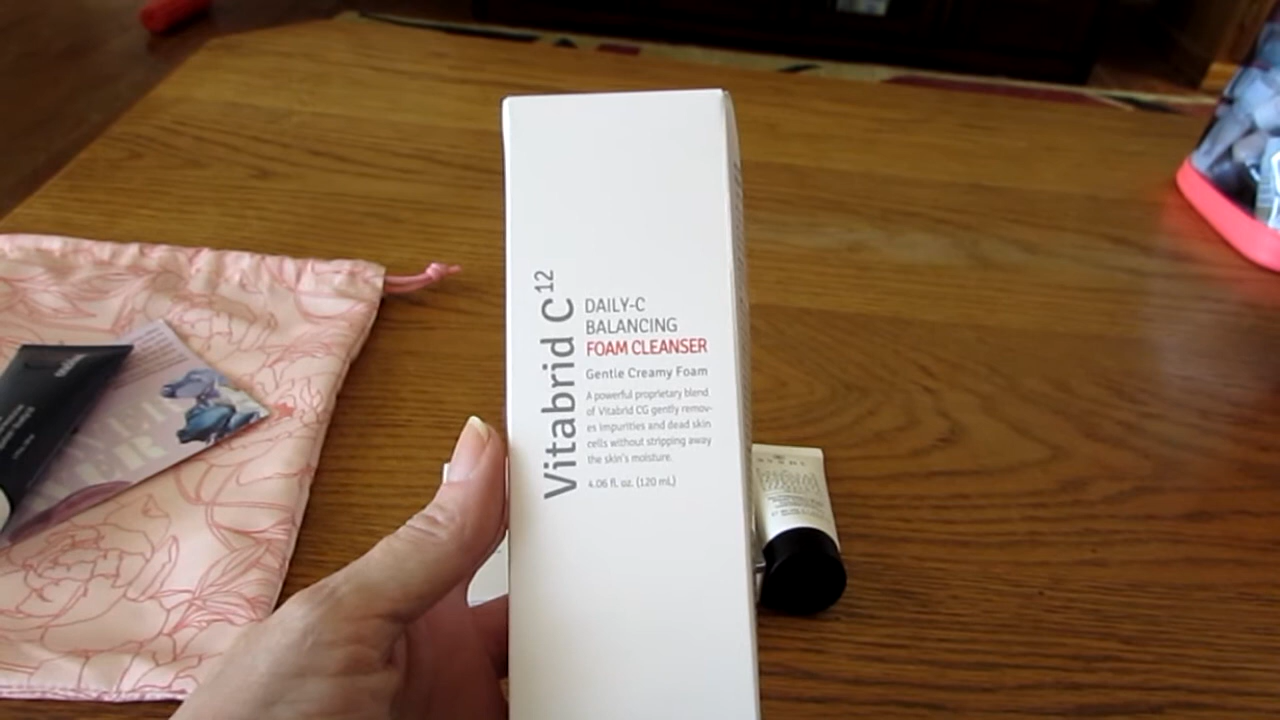 Vitabrid C12
DAILY-C
BALANCING
FOAM CLEANSER
Gentle Creamy Foam
A powerful proprietary blend
of Vitabrid CG gently remov-
es impurities and dead skin
cells without stripping away
the skin's moisture.
4.06 fl. oz. (120 mL)